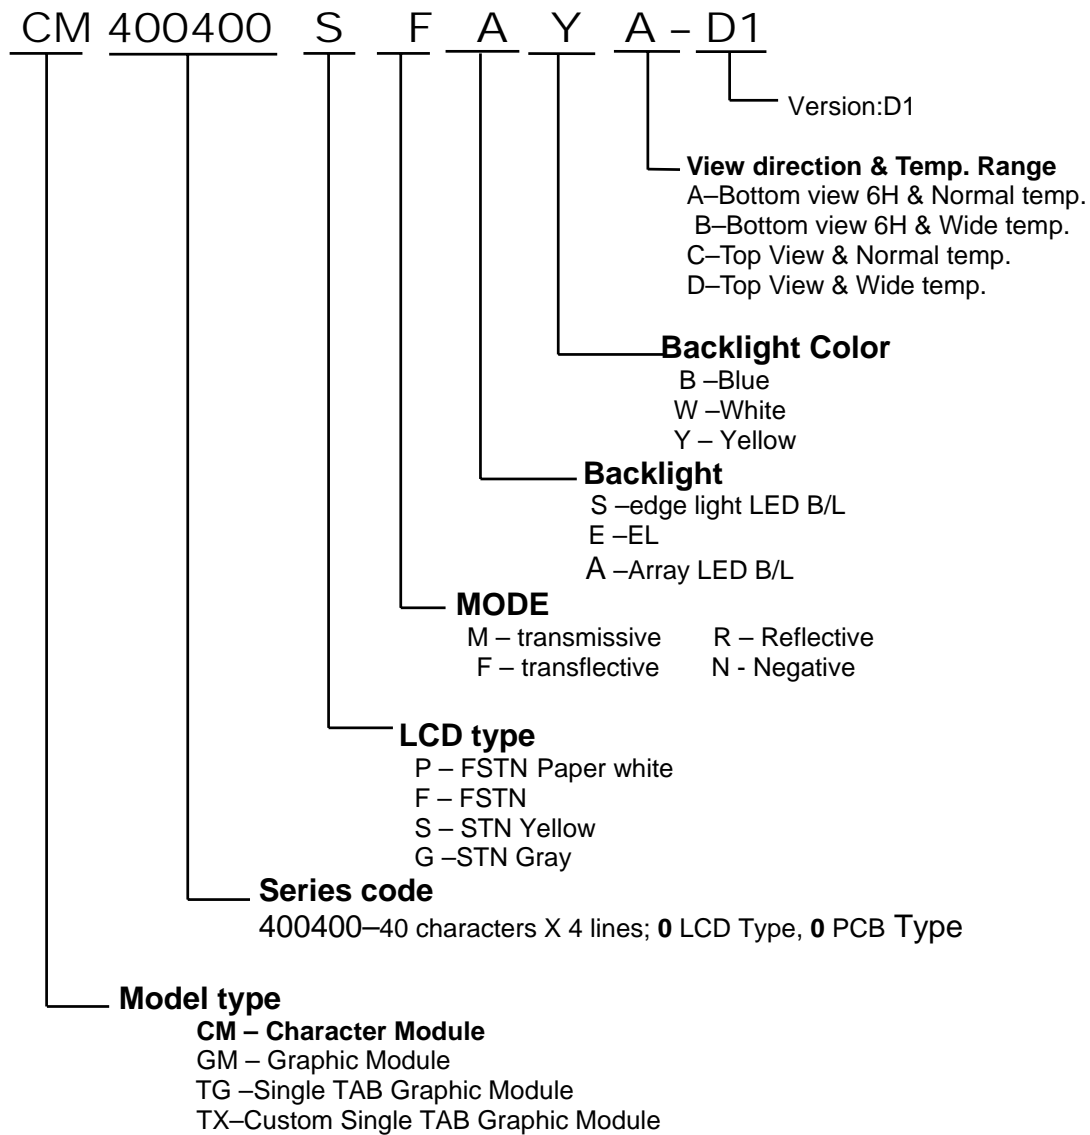 CM 400400 S F A Y A – D1
Version:D1
View direction & Temp. Range
A–Bottom view 6H & Normal temp.
B–Bottom view 6H & Wide temp.
C–Top View & Normal temp.
D–Top View & Wide temp.
Backlight Color
B –Blue
W –White
Y – Yellow
Backlight
S –edge light LED B/L
E –EL
A –Array LED B/L
MODE
M – transmissive R – Reflective
F – transflective N - Negative
LCD type
P – FSTN Paper white
F – FSTN
S – STN Yellow
G –STN Gray
Series code
400400–40 characters X 4 lines; 0 LCD Type, 0 PCB Type
Model type
CM – Character Module
GM – Graphic Module
TG –Single TAB Graphic Module
TX–Custom Single TAB Graphic Module